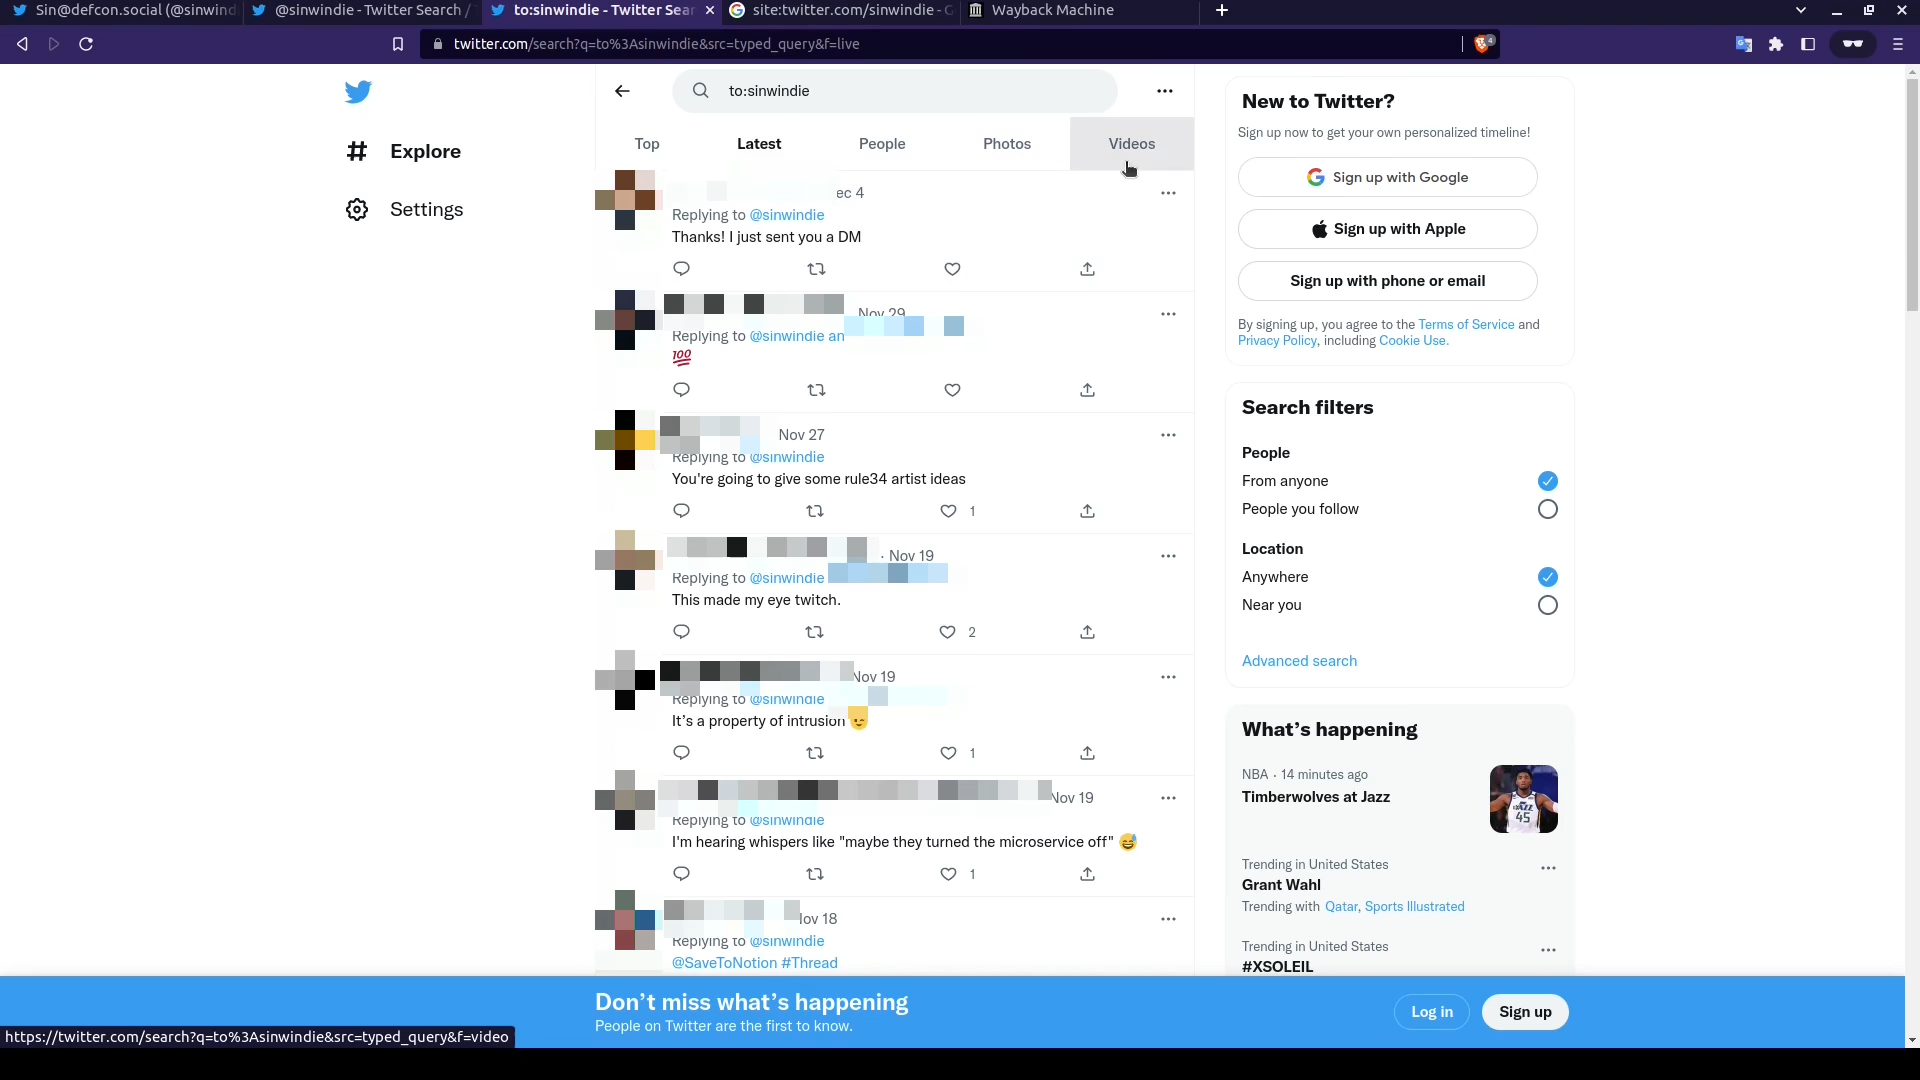 Sin@defcon.social (@sinwind
@sinwindie - Twitter Search /
to:sinwindie - Twitter Sear
site:twitter.com/sinwindie - G
Wayback Machine
twitter.com/search?q=to%3Asinwindie&src=typed_query&f=live
4
to:sinwindie
Explore
Settings
Top
Latest
People
Photos
Videos
ec 4
Replying to @sinwindie
Thanks! I just sent you a DM
Nov 29
Replying to @sinwindie an
💯
Nov 27
Replying to @sinwindie
You're going to give some rule34 artist ideas
1
· Nov 19
Replying to @sinwindie
This made my eye twitch.
2
Nov 19
Replying to @sinwindie
It's a property of intrusion 😉
1
Nov 19
Replying to @sinwindie
I'm hearing whispers like "maybe they turned the microservice off" 😅
1
Nov 18
Replying to @sinwindie
@SaveToNotion #Thread
New to Twitter?
Sign up now to get your own personalized timeline!
Sign up with Google
Sign up with Apple
Sign up with phone or email
By signing up, you agree to the Terms of Service and
Privacy Policy, including Cookie Use.
Search filters
People
From anyone
People you follow
Location
Anywhere
Near you
Advanced search
What's happening
NBA · 14 minutes ago
Timberwolves at Jazz
Trending in United States
Grant Wahl
Trending with Qatar, Sports Illustrated
Trending in United States
#XSOLEIL
Don't miss what's happening
People on Twitter are the first to know.
Log in
Sign up
https://twitter.com/search?q=to%3Asinwindie&src=typed_query&f=video